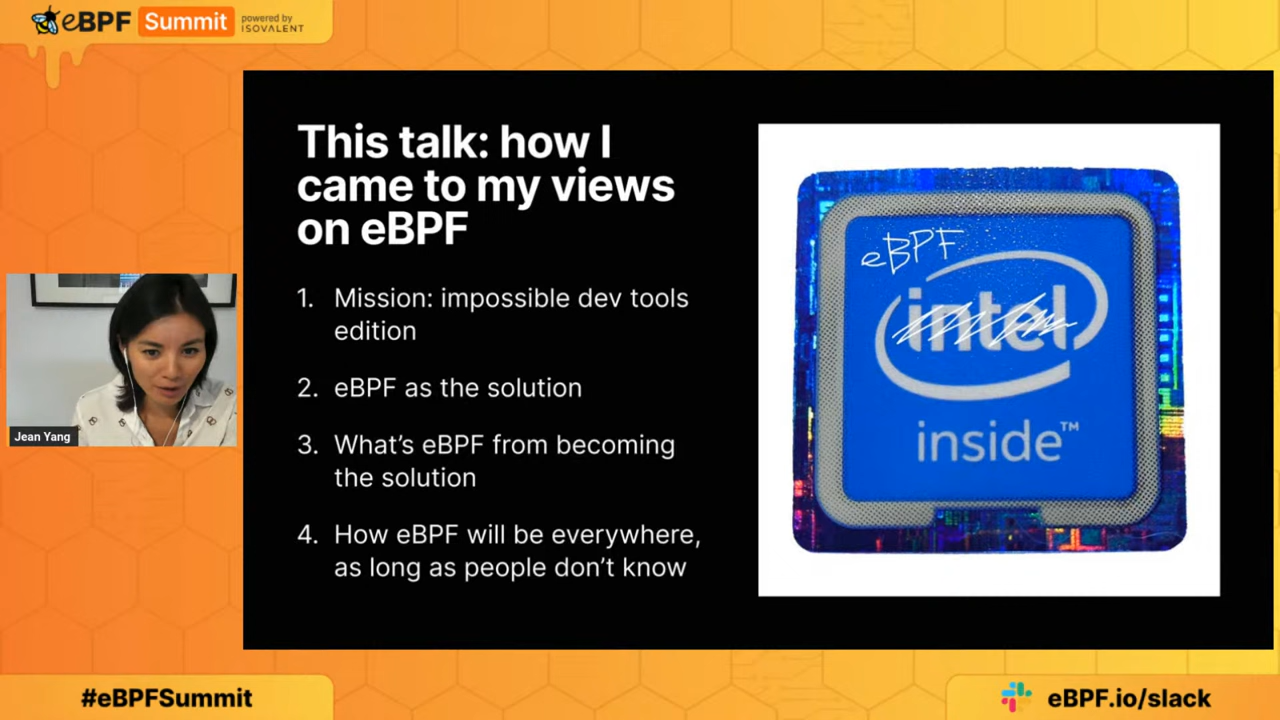 eBPF Summit powered by
ISOVALENT
This talk: how I
came to my views
on eBPF
1. Mission: impossible dev tools
edition
2. eBPF as the solution
3. What's eBPF from becoming
the solution
4. How eBPF will be everywhere,
as long as people don't know
eBPF
intel
inside™
Jean Yang
#eBPFSummit
eBPF.io/slack